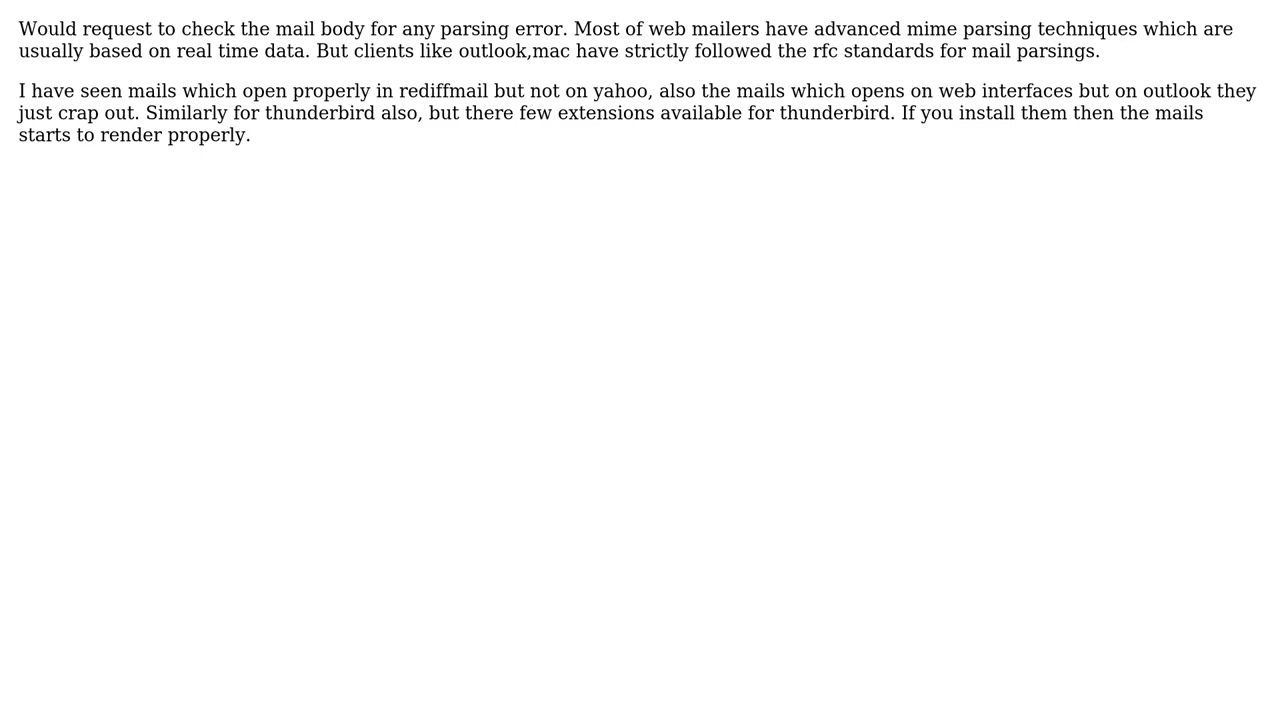 Would request to check the mail body for any parsing error. Most of web mailers have advanced mime parsing techniques which are
usually based on real time data. But clients like outlook,mac have strictly followed the rfc standards for mail parsings.
I have seen mails which open properly in rediffmail but not on yahoo, also the mails which opens on web interfaces but on outlook they
just crap out. Similarly for thunderbird also, but there few extensions available for thunderbird. If you install them then the mails
starts to render properly.